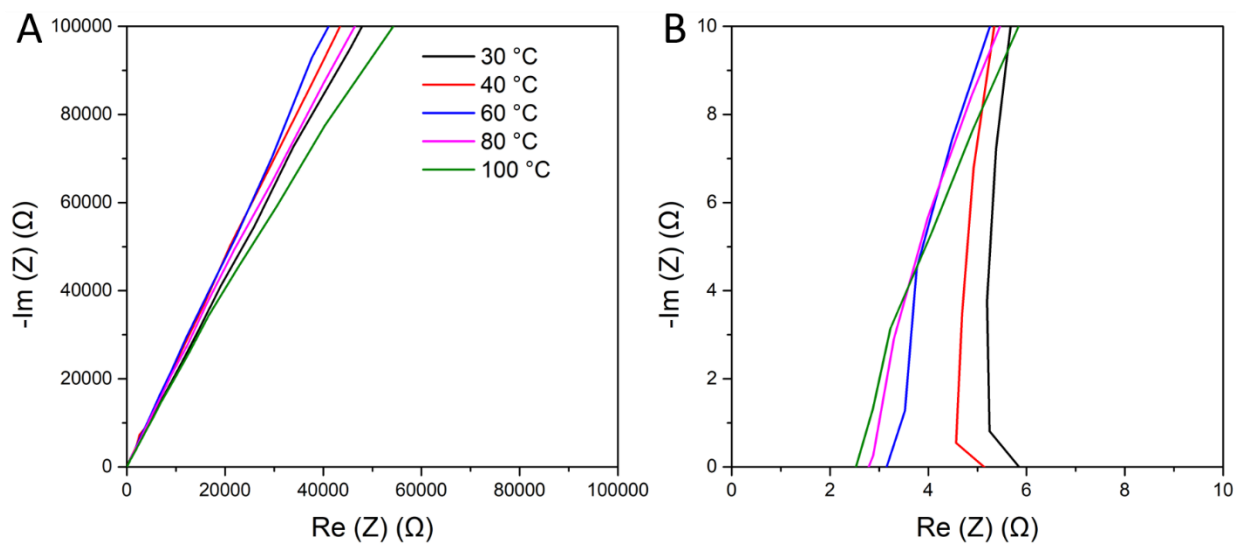 A
100000
80000
60000
40000
20000
0
-Im (Z) (Ω)
0 20000 40000 60000 80000 100000
Re (Z) (Ω)
30 °C
40 °C
60 °C
80 °C
100 °C
B
10
8
6
4
2
0
-Im (Z) (Ω)
0 2 4 6 8 10
Re (Z) (Ω)